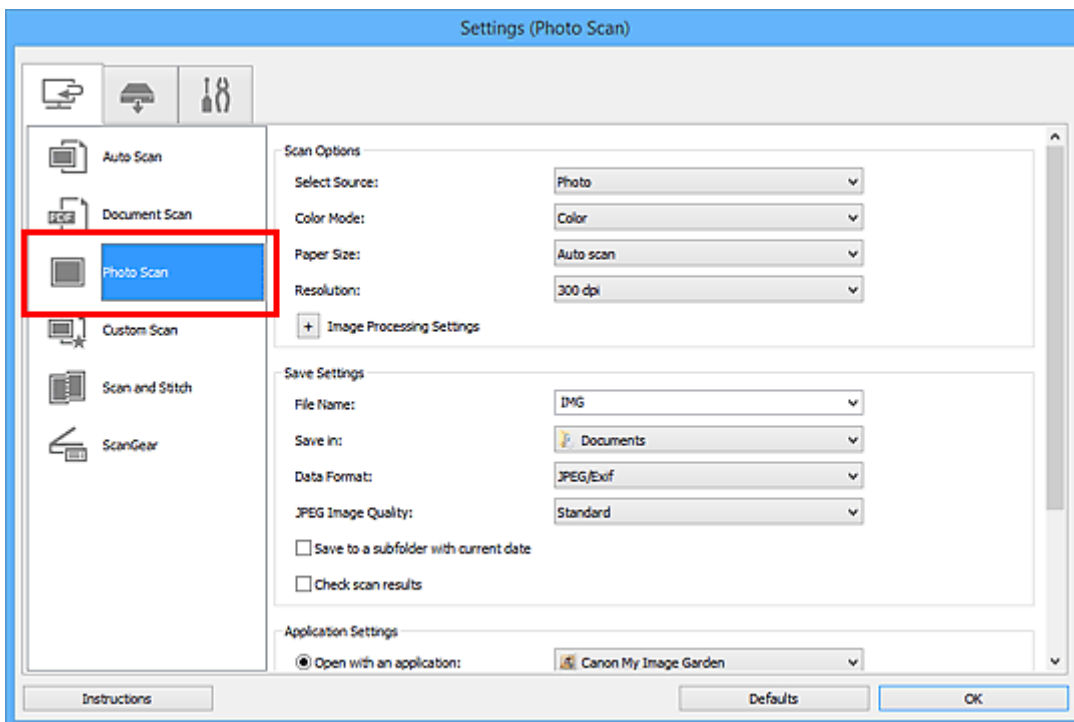 Settings (Photo Scan)
Auto Scan
PDF
Document Scan
Photo Scan
Custom Scan
Scan and Stitch
ScanGear
Scan Options
Select Source: Photo
Color Mode: Color
Paper Size: Auto scan
Resolution: 300 dpi
+ Image Processing Settings
Save Settings
File Name: IMG
Save in: Documents
Data Format: JPEG/Exif
JPEG Image Quality: Standard
Save to a subfolder with current date
Check scan results
Application Settings
Open with an application: Canon My Image Garden
Instructions Defaults OK